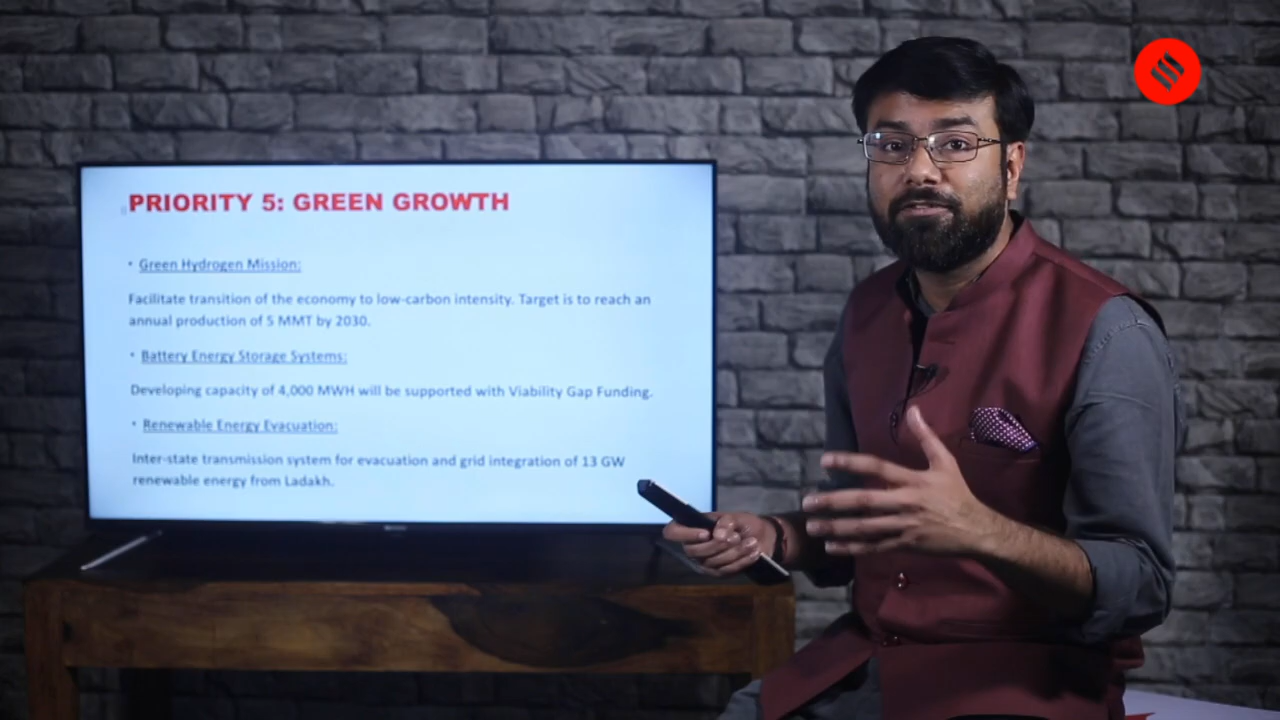 PRIORITY 5: GREEN GROWTH
• Green Hydrogen Mission:
Facilitate transition of the economy to low-carbon intensity. Target is to reach an
annual production of 5 MMT by 2030.
• Battery Energy Storage Systems:
Developing capacity of 4,000 MWH will be supported with Viability Gap Funding.
• Renewable Energy Evacuation:
Inter-state transmission system for evacuation and grid integration of 13 GW
renewable energy from Ladakh.